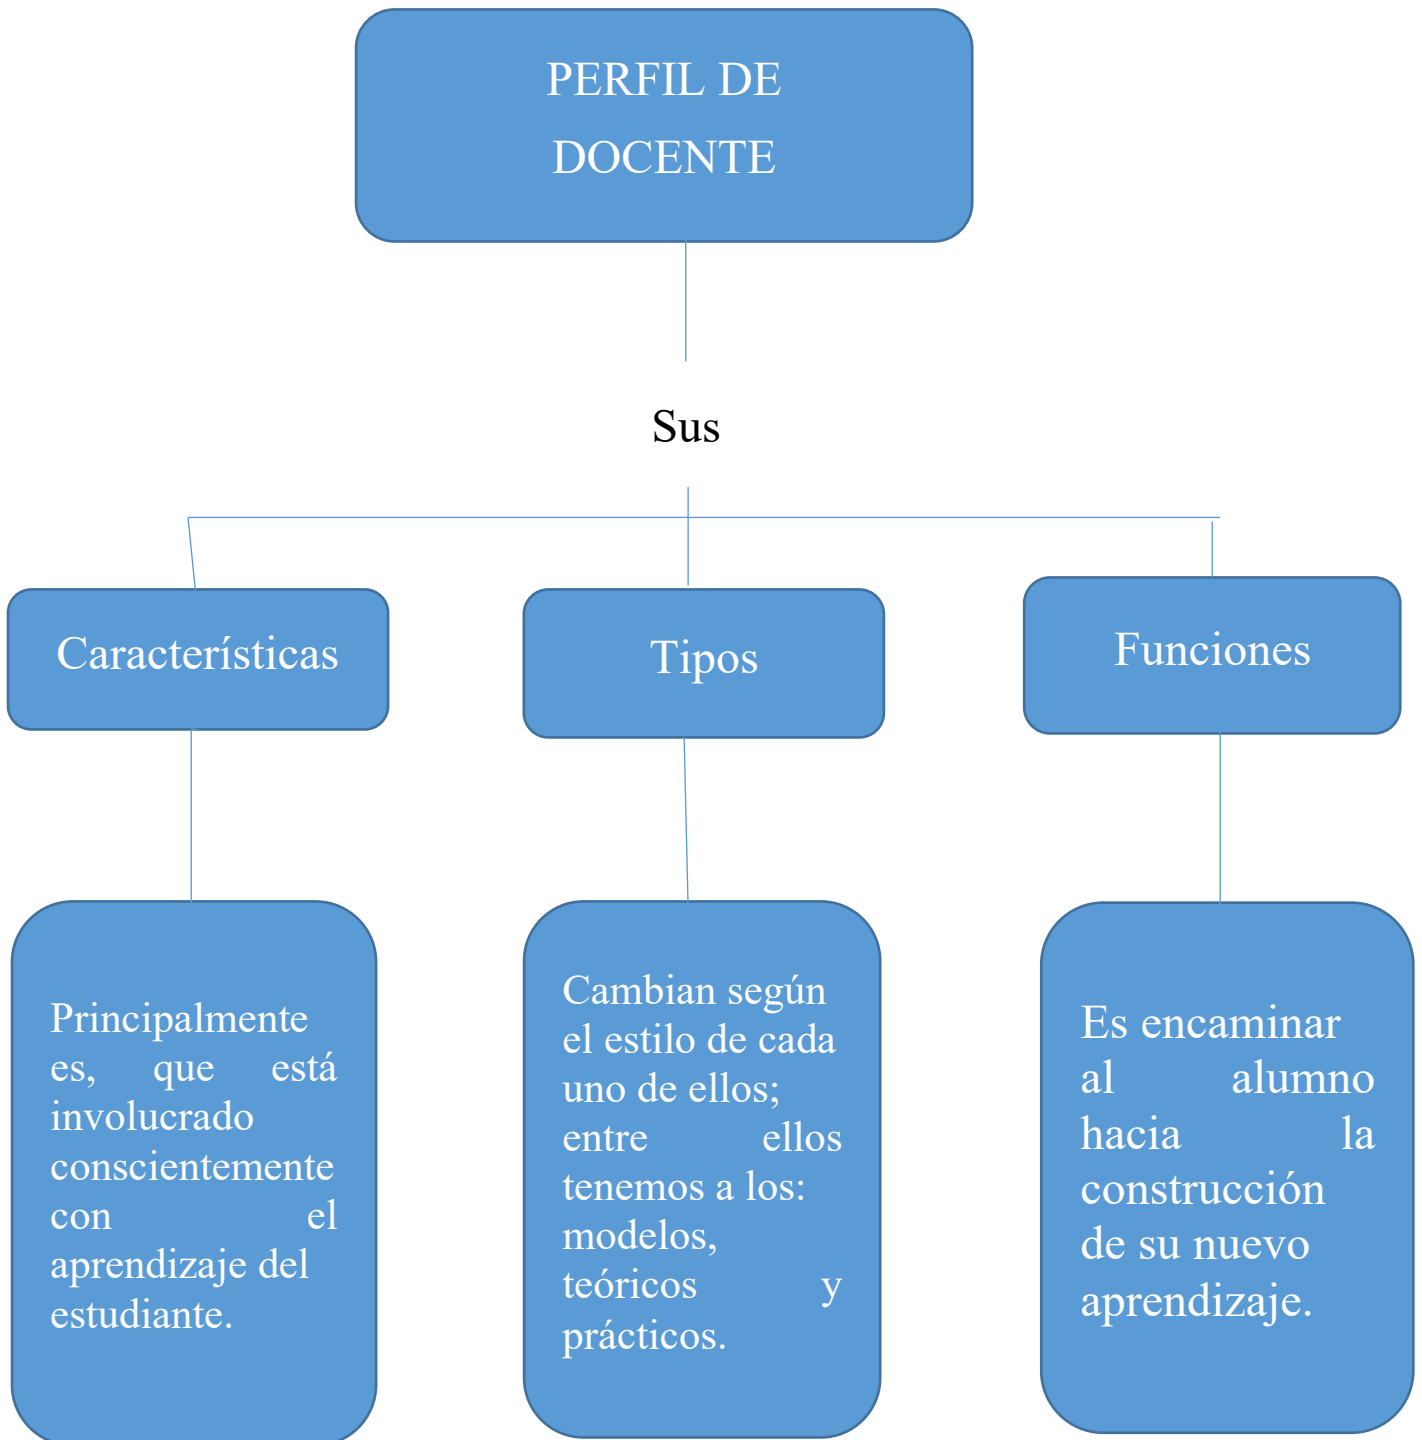 PERFIL DE
DOCENTE
Sus
Características
Tipos
Funciones
Principalmente
es, que está
involucrado
conscientemente
con el
aprendizaje del
estudiante.
Cambian según
el estilo de cada
uno de ellos;
entre ellos
tenemos a los:
modelos,
teóricos y
prácticos.
Es encaminar
al alumno
hacia la
construcción
de su nuevo
aprendizaje.